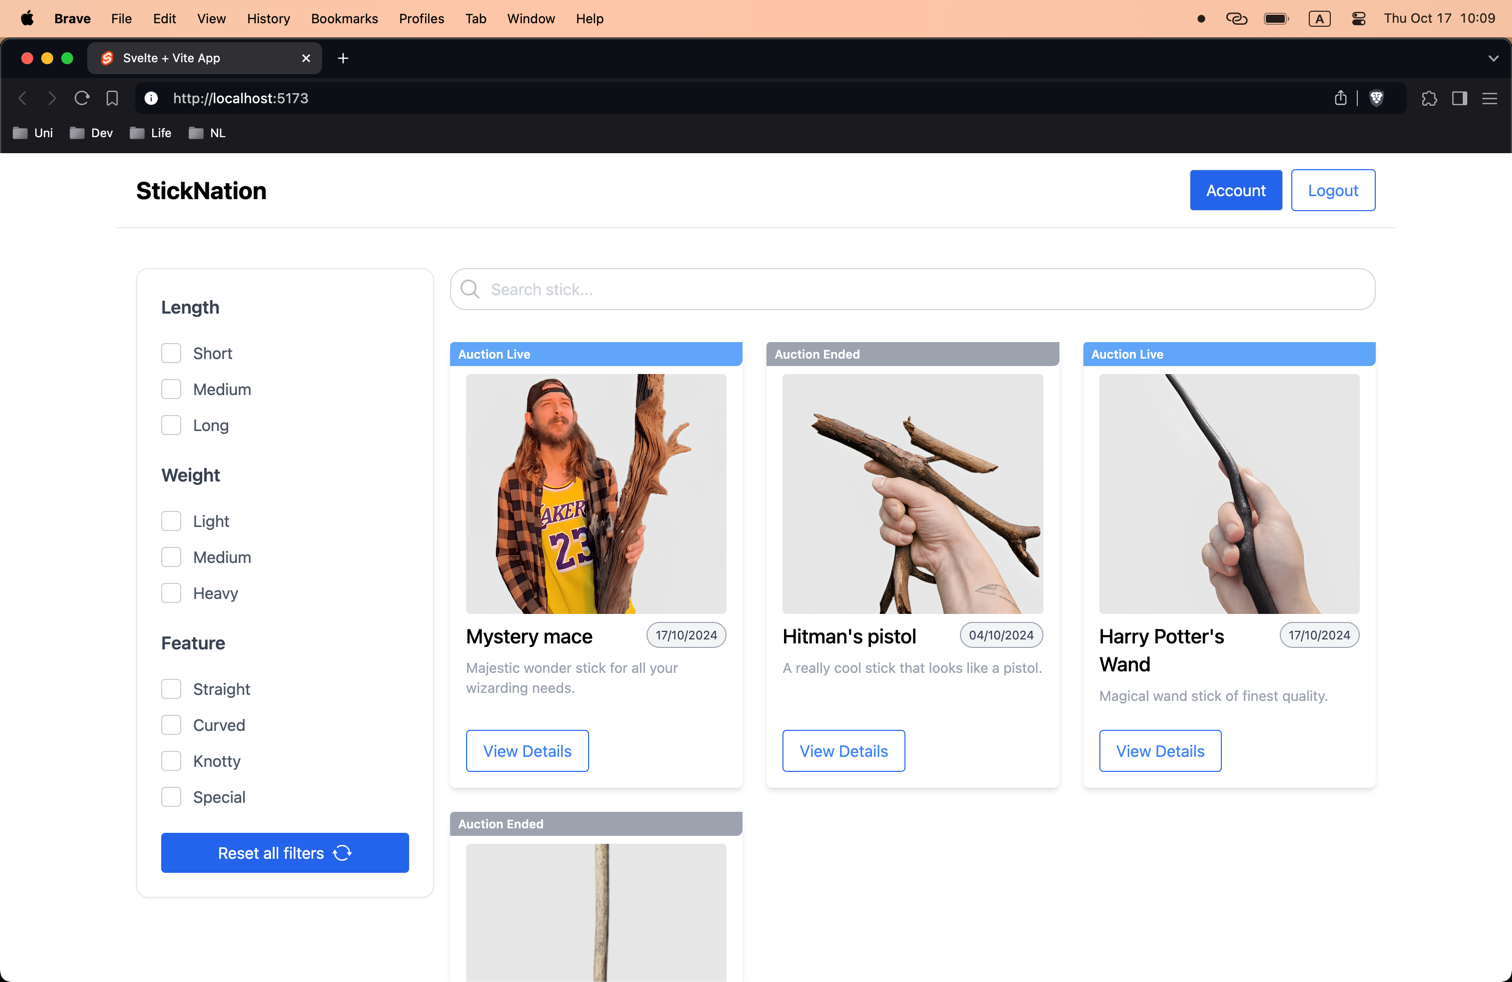 Brave File Edit View History Bookmarks Profiles Tab Window Help A Thu Oct 17 10:09
Svelte + Vite App
http://localhost:5173
Uni Dev Life NL
StickNation
Account Logout
Length
Short
Medium
Long
Weight
Light
Medium
Heavy
Feature
Straight
Curved
Knotty
Special
Reset all filters
Search stick...
Auction Live
AKERS
23
Mystery mace 17/10/2024
Majestic wonder stick for all your
wizarding needs.
View Details
Auction Ended
Hitman's pistol 04/10/2024
A really cool stick that looks like a pistol.
View Details
Auction Live
Harry Potter's 17/10/2024
Wand
Magical wand stick of finest quality.
View Details
Auction Ended